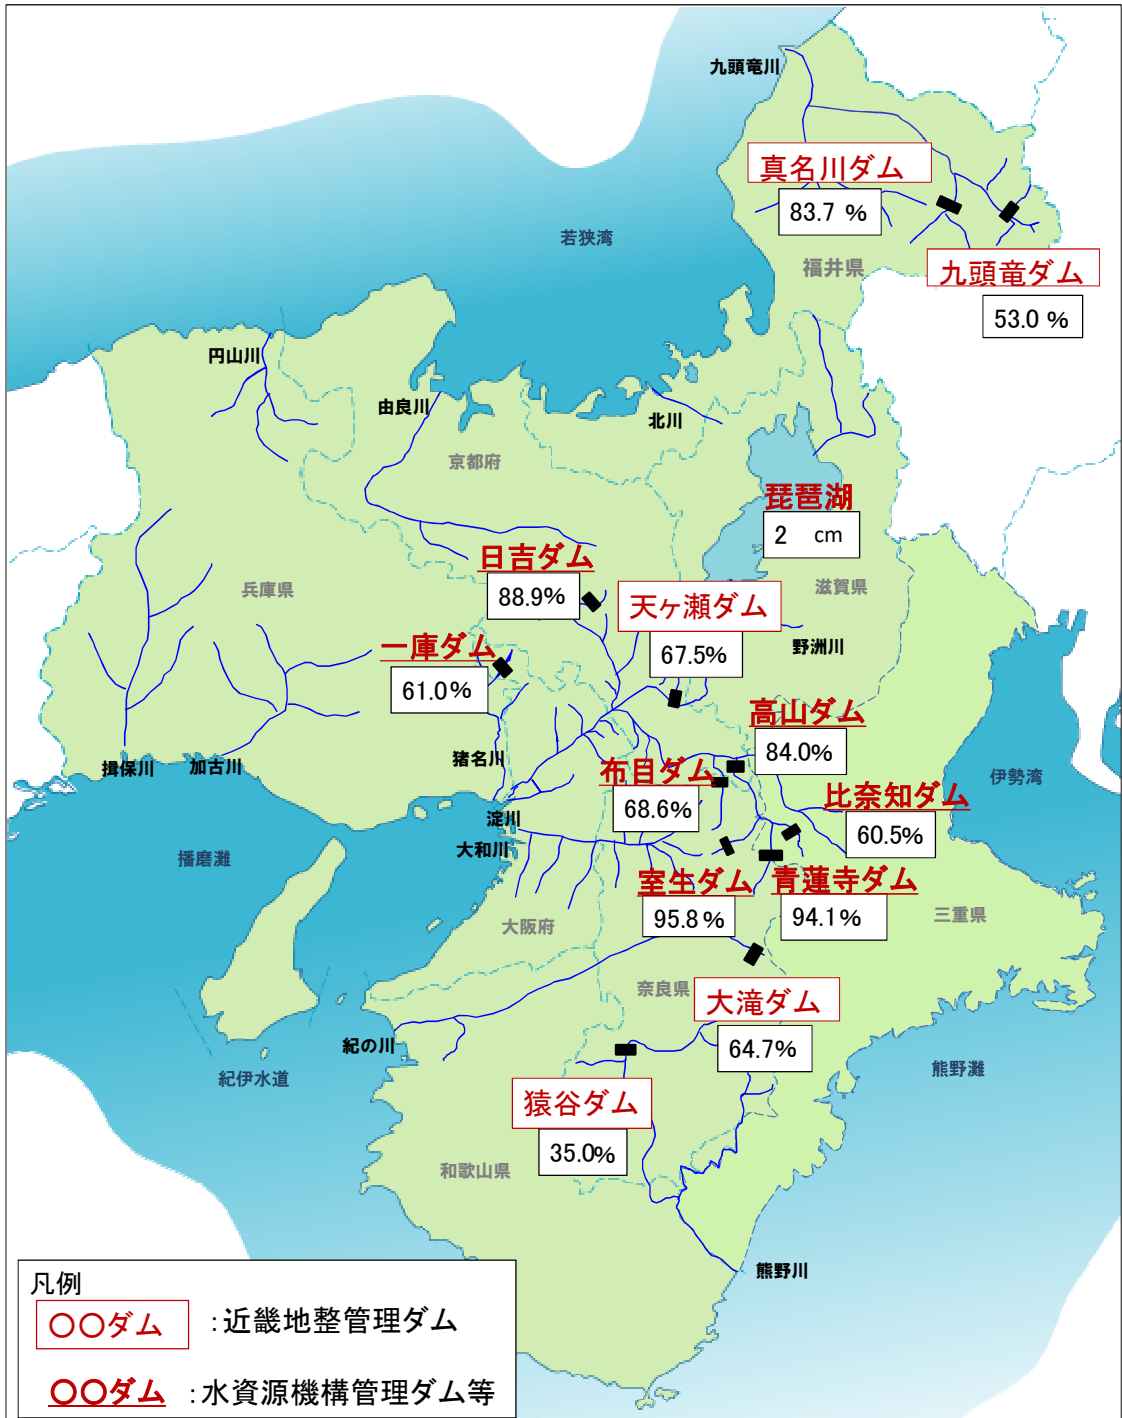 九頭竜川
真名川ダム
83.7 %
若狭湾
福井県
九頭竜ダム
53.0 %
円山川
由良川
北川
京都府
琵琶湖
2 cm
日吉ダム
88.9%
兵庫県
天ヶ瀬ダム
67.5%
滋賀県
野洲川
一庫ダム
61.0%
高山ダム
84.0%
猪名川
揖保川
加古川
布目ダム
68.6%
伊勢湾
比奈知ダム
60.5%
淀川
大和川
播磨灘
室生ダム
95.8%
青蓮寺ダム
94.1%
大阪府
三重県
奈良県
大滝ダム
64.7%
紀の川
紀伊水道
熊野灘
猿谷ダム
35.0%
和歌山県
熊野川
凡例
〇〇ダム :近畿地整管理ダム
〇〇ダム :水資源機構管理ダム等